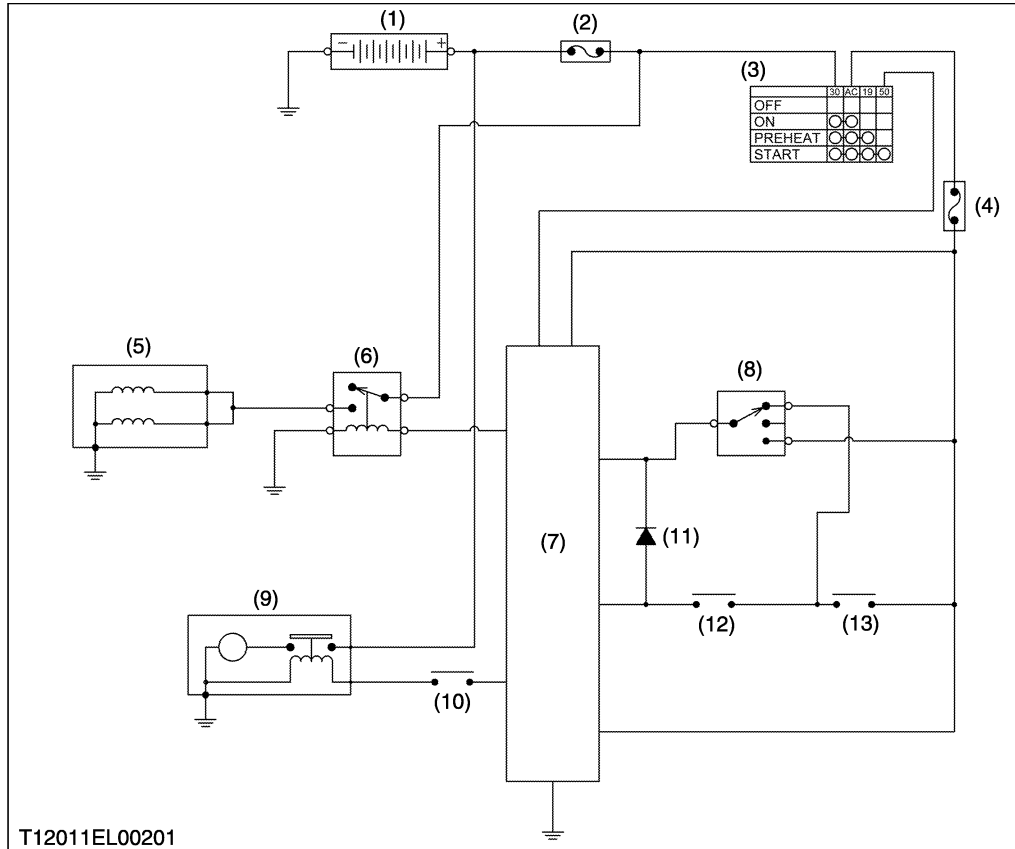 (1)
(2)
(3)
30 AC 19 50
OFF
ON
PREHEAT
START
(4)
(5)
(6)
(8)
(7)
(11)
(9)
(12)
(13)
(10)
T12011EL00201